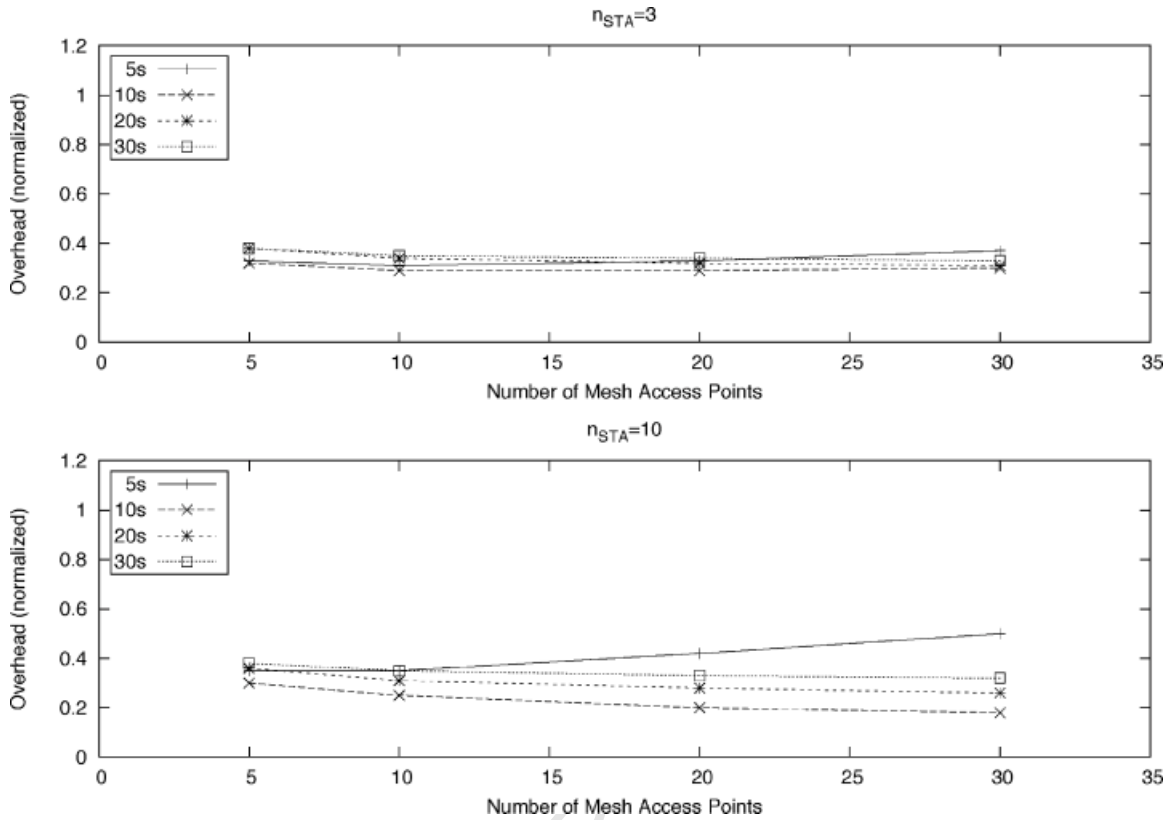 n_STA=3
1.2
1
0.8
0.6
0.4
0.2
0
5s
10s
20s
30s
Overhead (normalized)
0 5 10 15 20 25 30 35
Number of Mesh Access Points
n_STA=10
1.2
1
0.8
0.6
0.4
0.2
0
5s
10s
20s
30s
Overhead (normalized)
0 5 10 15 20 25 30 35
Number of Mesh Access Points